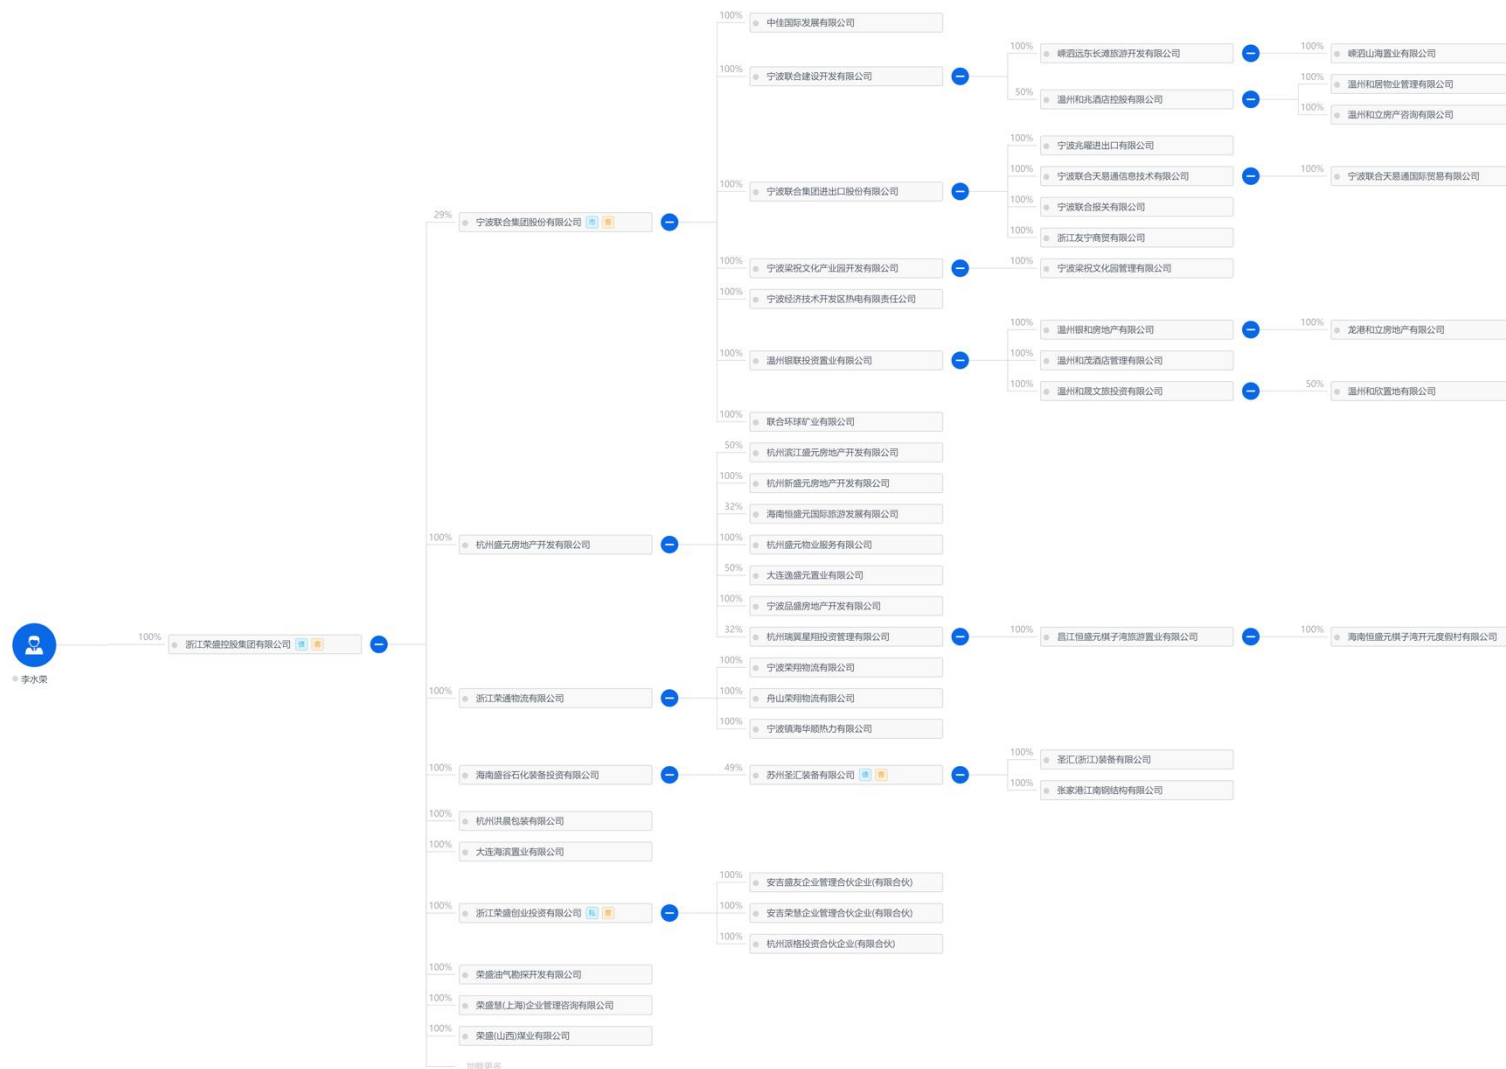 100% 中佳国际发展有限公司
100% 嵊泗远东长滩旅游开发有限公司 100% 嵊泗山海置业有限公司
100% 宁波联合建设开发有限公司
100% 温州和居物业管理有限公司
50% 温州和兆酒店控股有限公司
100% 温州和立房产咨询有限公司
100% 宁波兆曜进出口有限公司
100% 宁波联合天易通信息技术有限公司 100% 宁波联合天易通国际贸易有限公司
100% 宁波联合集团进出口股份有限公司
100% 宁波联合报关有限公司
29% 宁波联合集团股份有限公司
100% 浙江友宁商贸有限公司
100% 宁波梁祝文化产业园开发有限公司 100% 宁波梁祝文化园管理有限公司
100% 宁波经济技术开发区热电有限责任公司
100% 温州银和房地产有限公司 100% 龙港和立房地产有限公司
100% 温州银联投资置业有限公司 100% 温州和茂酒店管理有限公司
100% 温州和晟文旅投资有限公司 50% 温州和欣置地有限公司
100% 联合环球矿业有限公司
50% 杭州滨江盛元房地产开发有限公司
100% 杭州新盛元房地产开发有限公司
32% 海南恒盛元国际旅游发展有限公司
100% 杭州盛元房地产开发有限公司 100% 杭州盛元物业服务有限公司
50% 大连逸盛元置业有限公司
100% 宁波品盛房地产开发有限公司
32% 杭州瑞翼星翔投资管理有限公司 100% 昌江恒盛元棋子湾旅游置业有限公司 100% 海南恒盛元棋子湾开元度假村有限公司
100% 浙江荣盛控股集团有限公司 债
李水荣
100% 宁波荣翔物流有限公司
100% 浙江荣通物流有限公司 100% 舟山荣翔物流有限公司
100% 宁波镇海华顺热力有限公司
100% 圣汇(浙江)装备有限公司
100% 海南盛谷石化装备投资有限公司 49% 苏州圣汇装备有限公司 债
100% 张家港江南钢结构有限公司
100% 杭州洪晨包装有限公司
100% 大连海滨置业有限公司
100% 安吉盛友企业管理合伙企业(有限合伙)
100% 浙江荣盛创业投资有限公司 私 100% 安吉荣慧企业管理合伙企业(有限合伙)
100% 杭州派格投资合伙企业(有限合伙)
100% 荣盛油气勘探开发有限公司
100% 荣盛慧(上海)企业管理咨询有限公司
100% 荣盛(山西)煤业有限公司